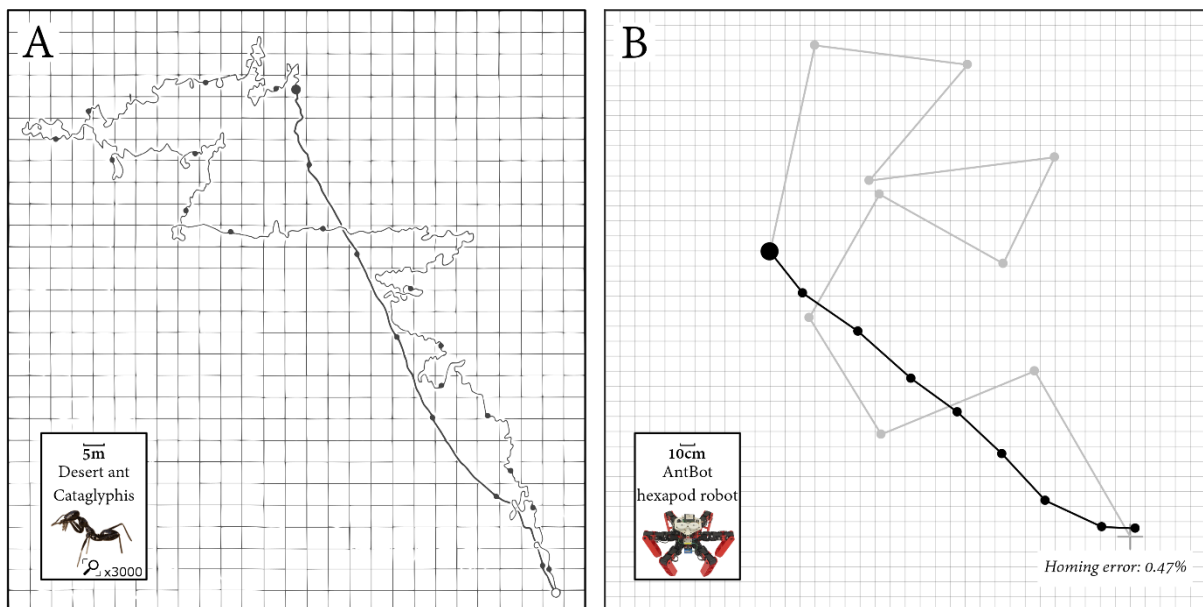 A
5m
Desert ant
Cataglyphis
x3000
B
10cm
AntBot
hexapod robot
Homing error: 0.47%